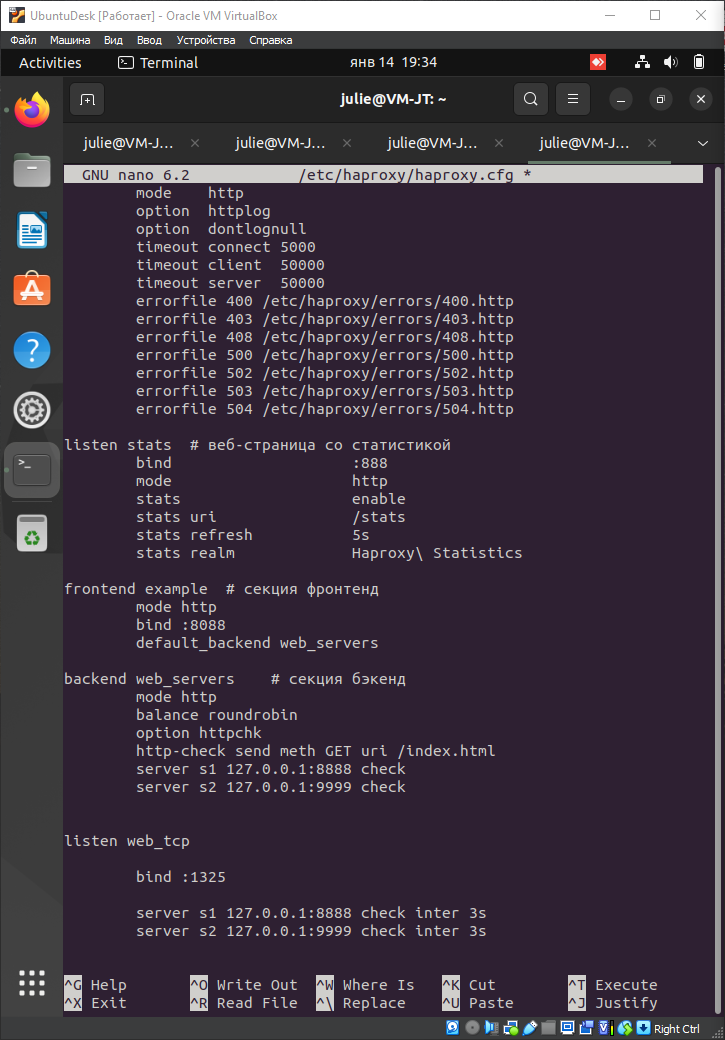 UbuntuDesk [Работает] - Oracle VM VirtualBox
Файл Машина Вид Ввод Устройства Справка
Activities Terminal янв 14 19:34
julie@VM-JT: ~
julie@VM-J... julie@VM-J... julie@VM-J... julie@VM-J...
GNU nano 6.2 /etc/haproxy/haproxy.cfg *
mode http
option httplog
option dontlognull
timeout connect 5000
timeout client 50000
timeout server 50000
errorfile 400 /etc/haproxy/errors/400.http
errorfile 403 /etc/haproxy/errors/403.http
errorfile 408 /etc/haproxy/errors/408.http
errorfile 500 /etc/haproxy/errors/500.http
errorfile 502 /etc/haproxy/errors/502.http
errorfile 503 /etc/haproxy/errors/503.http
errorfile 504 /etc/haproxy/errors/504.http
listen stats # веб-страница со статистикой
bind :888
mode http
stats enable
stats uri /stats
stats refresh 5s
stats realm Haproxy\ Statistics
frontend example # секция фронтенд
mode http
bind :8088
default_backend web_servers
backend web_servers # секция бэкенд
mode http
balance roundrobin
option httpchk
http-check send meth GET uri /index.html
server s1 127.0.0.1:8888 check
server s2 127.0.0.1:9999 check
listen web_tcp
bind :1325
server s1 127.0.0.1:8888 check inter 3s
server s2 127.0.0.1:9999 check inter 3s
^G Help ^O Write Out ^W Where Is ^K Cut ^T Execute
^X Exit ^R Read File ^\ Replace ^U Paste ^J Justify
Right Ctrl